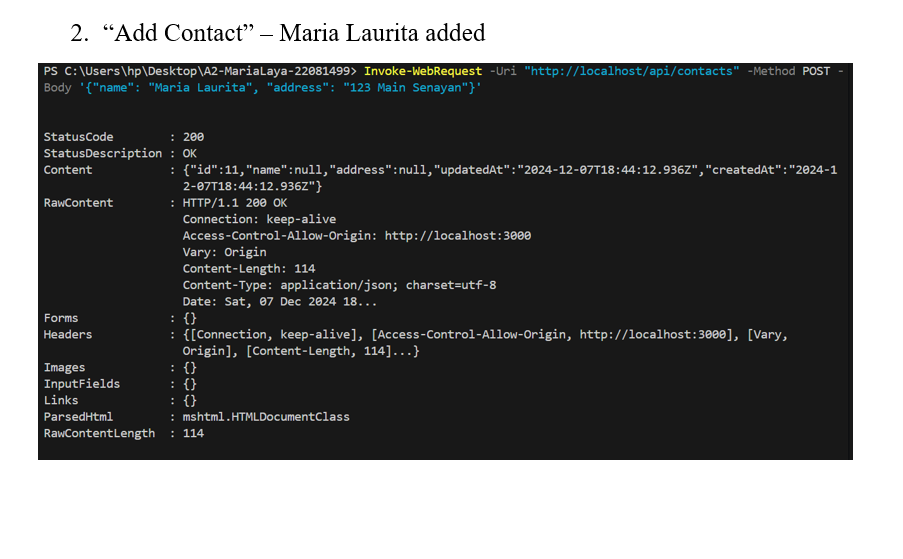 2. “Add Contact” – Maria Laurita added
PS C:\Users\hp\Desktop\A2-MariaLaya-22081499> Invoke-WebRequest -Uri "http://localhost/api/contacts" -Method POST -
Body '{"name": "Maria Laurita", "address": "123 Main Senayan"}'
StatusCode : 200
StatusDescription : OK
Content : {"id":11,"name":null,"address":null,"updatedAt":"2024-12-07T18:44:12.936Z","createdAt":"2024-1
2-07T18:44:12.936Z"}
RawContent : HTTP/1.1 200 OK
Connection: keep-alive
Access-Control-Allow-Origin: http://localhost:3000
Vary: Origin
Content-Length: 114
Content-Type: application/json; charset=utf-8
Date: Sat, 07 Dec 2024 18...
Forms : {}
Headers : {[Connection, keep-alive], [Access-Control-Allow-Origin, http://localhost:3000], [Vary,
Origin], [Content-Length, 114]...}
Images : {}
InputFields : {}
Links : {}
ParsedHtml : mshtml.HTMLDocumentClass
RawContentLength : 114